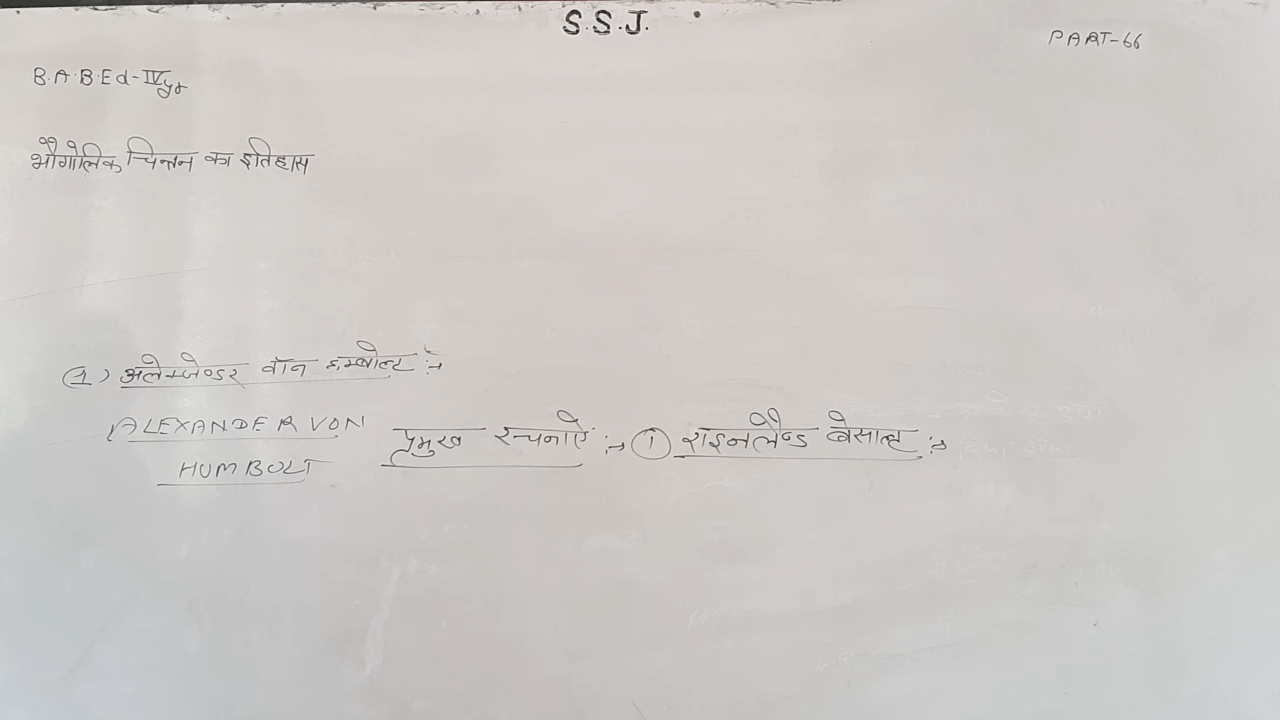 S.S.J.
PART-66
B.A.B.Ed-IVyr
भौगोलिक चिन्तन का इतिहास
(1) अलेक्जेण्डर वॉन हम्बोल्ट :→
ALEXANDER VON
HUMBOLT
प्रमुख रचनाऐं :→ ① राइनलैण्ड बेसाल्ट :→